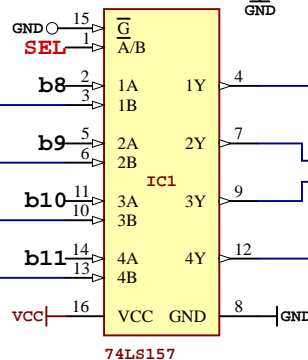 GND
GND 15 G
SEL 1 A/B
b8 2 1A 1Y 4
3 1B
b9 5 2A 2Y 7
6 2B
IC1
b10 11 3A 3Y 9
10 3B
b11 14 4A 4Y 12
13 4B
VCC 16 VCC GND 8 GND
74LS157